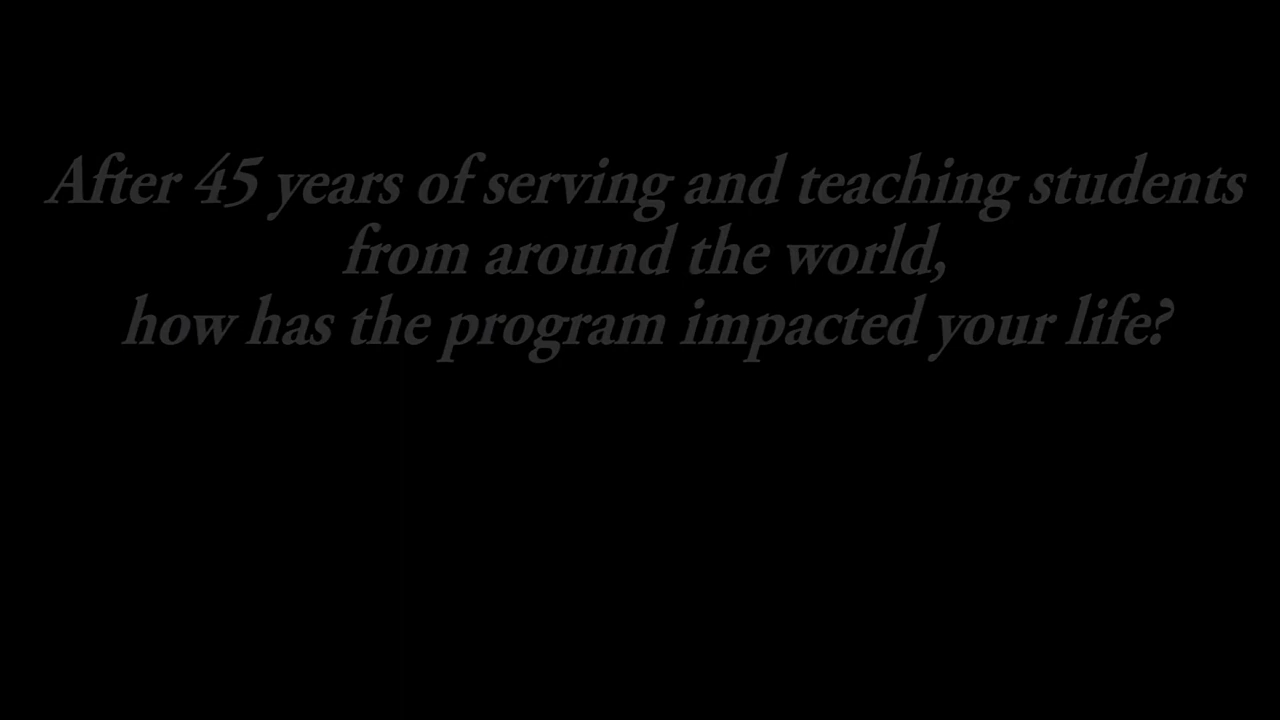 After 45 years of serving and teaching students
from around the world,
how has the program impacted your life?